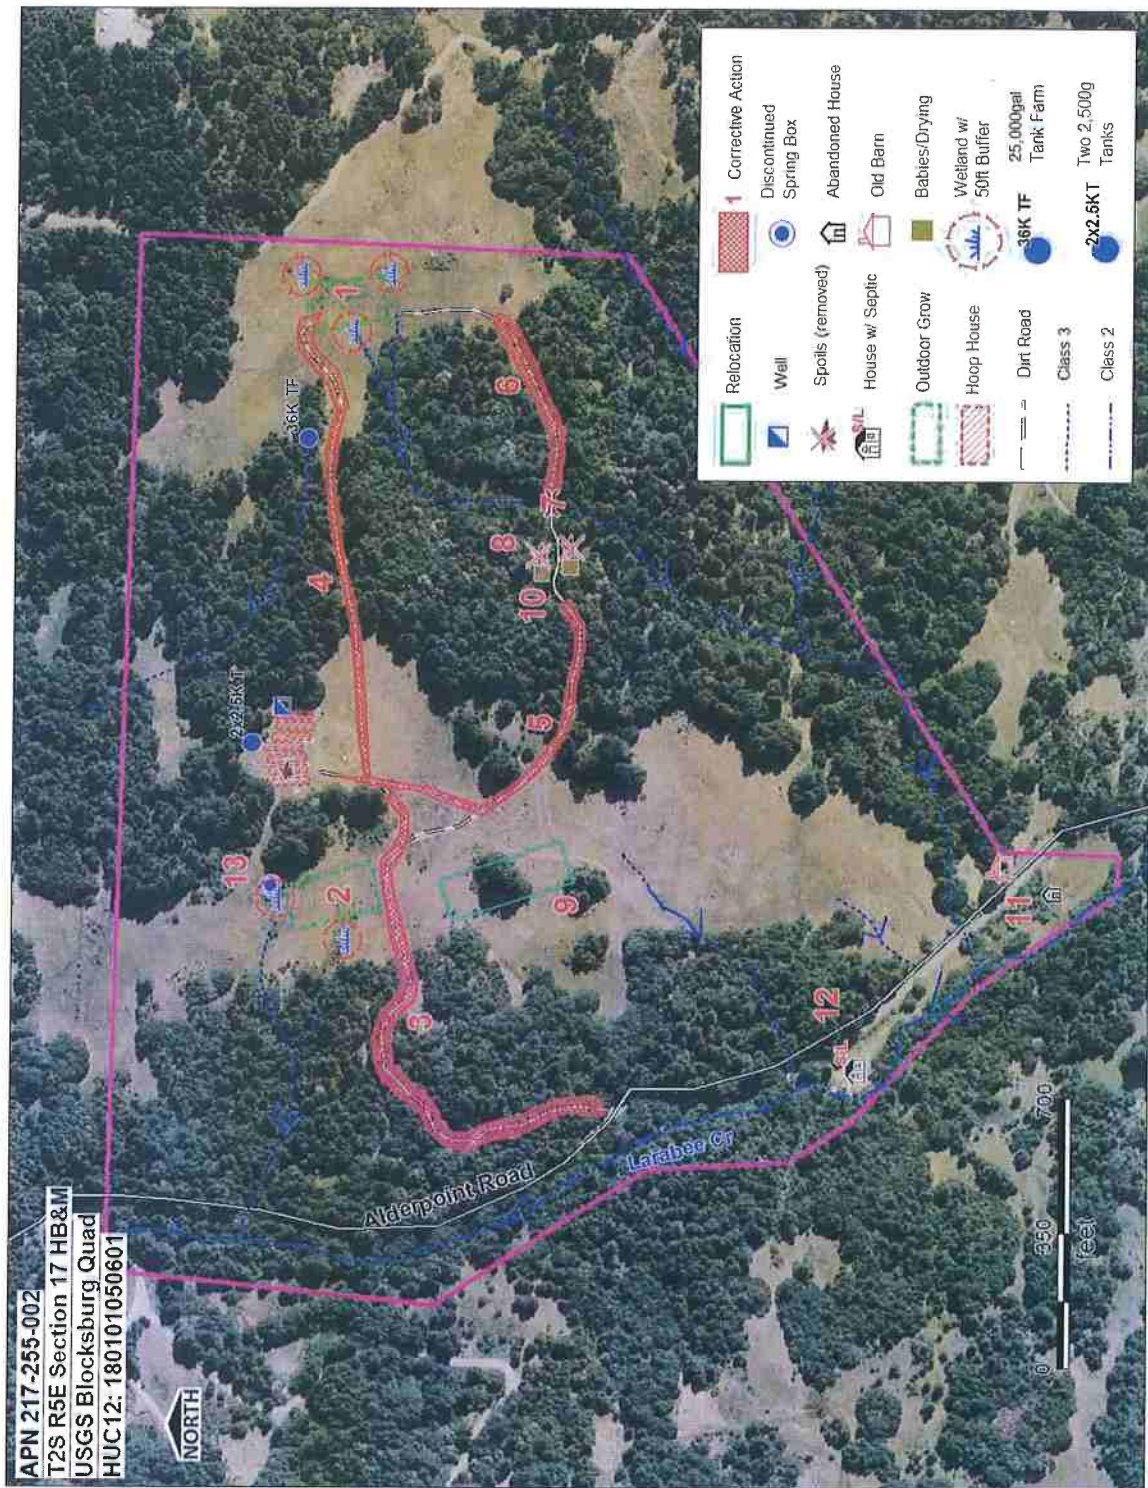 APN 217-255-002
T2S R5E Section 17 HB&M
USGS Blocksburg Quad
HUC12: 180101050601
NORTH
Alderpoint Road
Larabee Cr
36K TF
2x2.5K T
1
2
3
4
5
6
7
8
9
10
11
12
13
S/L
0 350 700
feet
Relocation
1 Corrective Action
Well
Discontinued
Spring Box
Spoils (removed)
Abandoned House
S/L
House w/ Septic
Old Barn
Outdoor Grow
Babies/Drying
Hoop House
Wetland w/
50ft Buffer
Dirt Road
36K TF
25,000gal
Tank Farm
Class 3
Class 2
2x2.5KT
Two 2,500g
Tanks